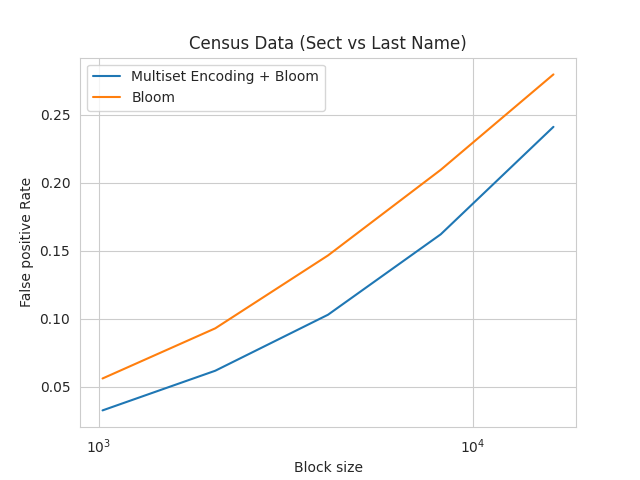 Census Data (Sect vs Last Name)
Multiset Encoding + Bloom
Bloom
False positive Rate
0.25
0.20
0.15
0.10
0.05
10³
10⁴
Block size